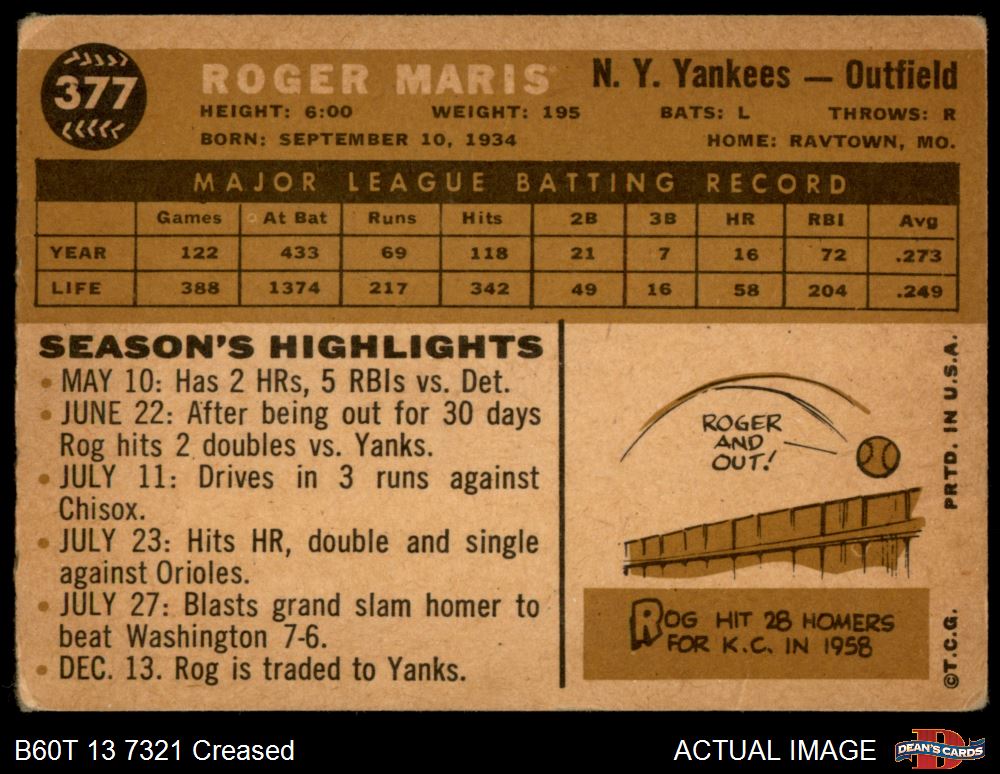 377
ROGER MARIS
N. Y. Yankees — Outfield
HEIGHT: 6:00 WEIGHT: 195 BATS: L THROWS: R
BORN: SEPTEMBER 10, 1934 HOME: RAVTOWN, MO.
MAJOR LEAGUE BATTING RECORD
Games At Bat Runs Hits 2B 3B HR RBI Avg
YEAR 122 433 69 118 21 7 16 72 .273
LIFE 388 1374 217 342 49 16 58 204 .249
SEASON'S HIGHLIGHTS
• MAY 10: Has 2 HRs, 5 RBIs vs. Det.
• JUNE 22: After being out for 30 days
Rog hits 2 doubles vs. Yanks.
• JULY 11: Drives in 3 runs against
Chisox.
• JULY 23: Hits HR, double and single
against Orioles.
• JULY 27: Blasts grand slam homer to
beat Washington 7-6.
• DEC. 13. Rog is traded to Yanks.
ROGER
AND
OUT!
ROG HIT 28 HOMERS
FOR K.C. IN 1958
©T.C.G. PRTD. IN U.S.A.
B60T 13 7321 Creased
ACTUAL IMAGE
D
DEAN'S CARDS